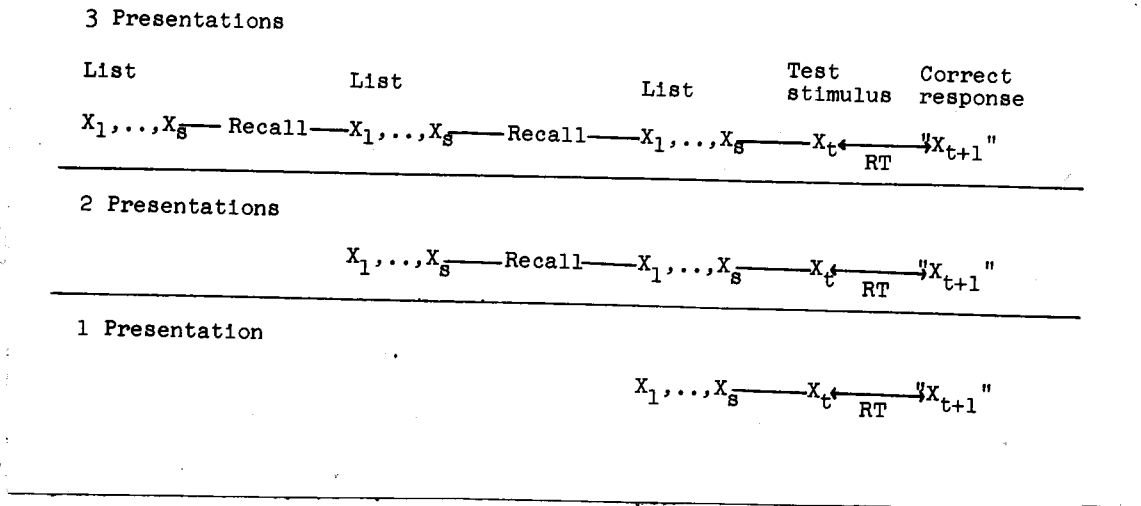 3 Presentations
List List List Test stimulus Correct response
X1,..,Xs — Recall — X1,..,Xs — Recall — X1,..,Xs — Xt ↔ "Xt+1"
RT
2 Presentations
X1,..,Xs — Recall — X1,..,Xs — Xt ↔ "Xt+1"
RT
1 Presentation
X1,..,Xs — Xt ↔ "Xt+1"
RT